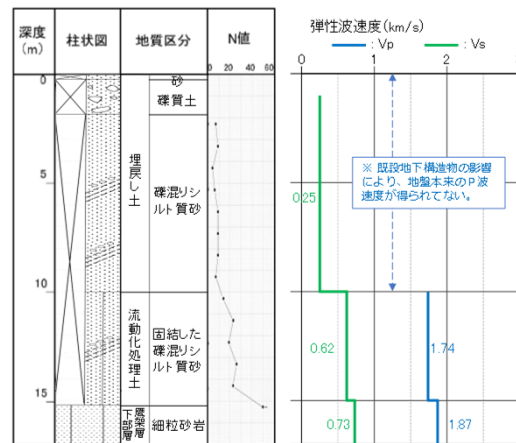 深度
(m)
柱状図
地質区分
N値
0 20 40 60
0
5
10
15
砂
礫質土
埋戻し土
礫混りシ
ルト質砂
流動化処理土
固結した
礫混りシ
ルト質砂
鷹架層
下部層
細粒砂岩
弾性波速度(km/s)
: Vp : Vs
0 1 2
※ 既設地下構造物の影響
により、地盤本来のP波
速度が得られてない。
0.25
0.62
1.74
0.73
1.87